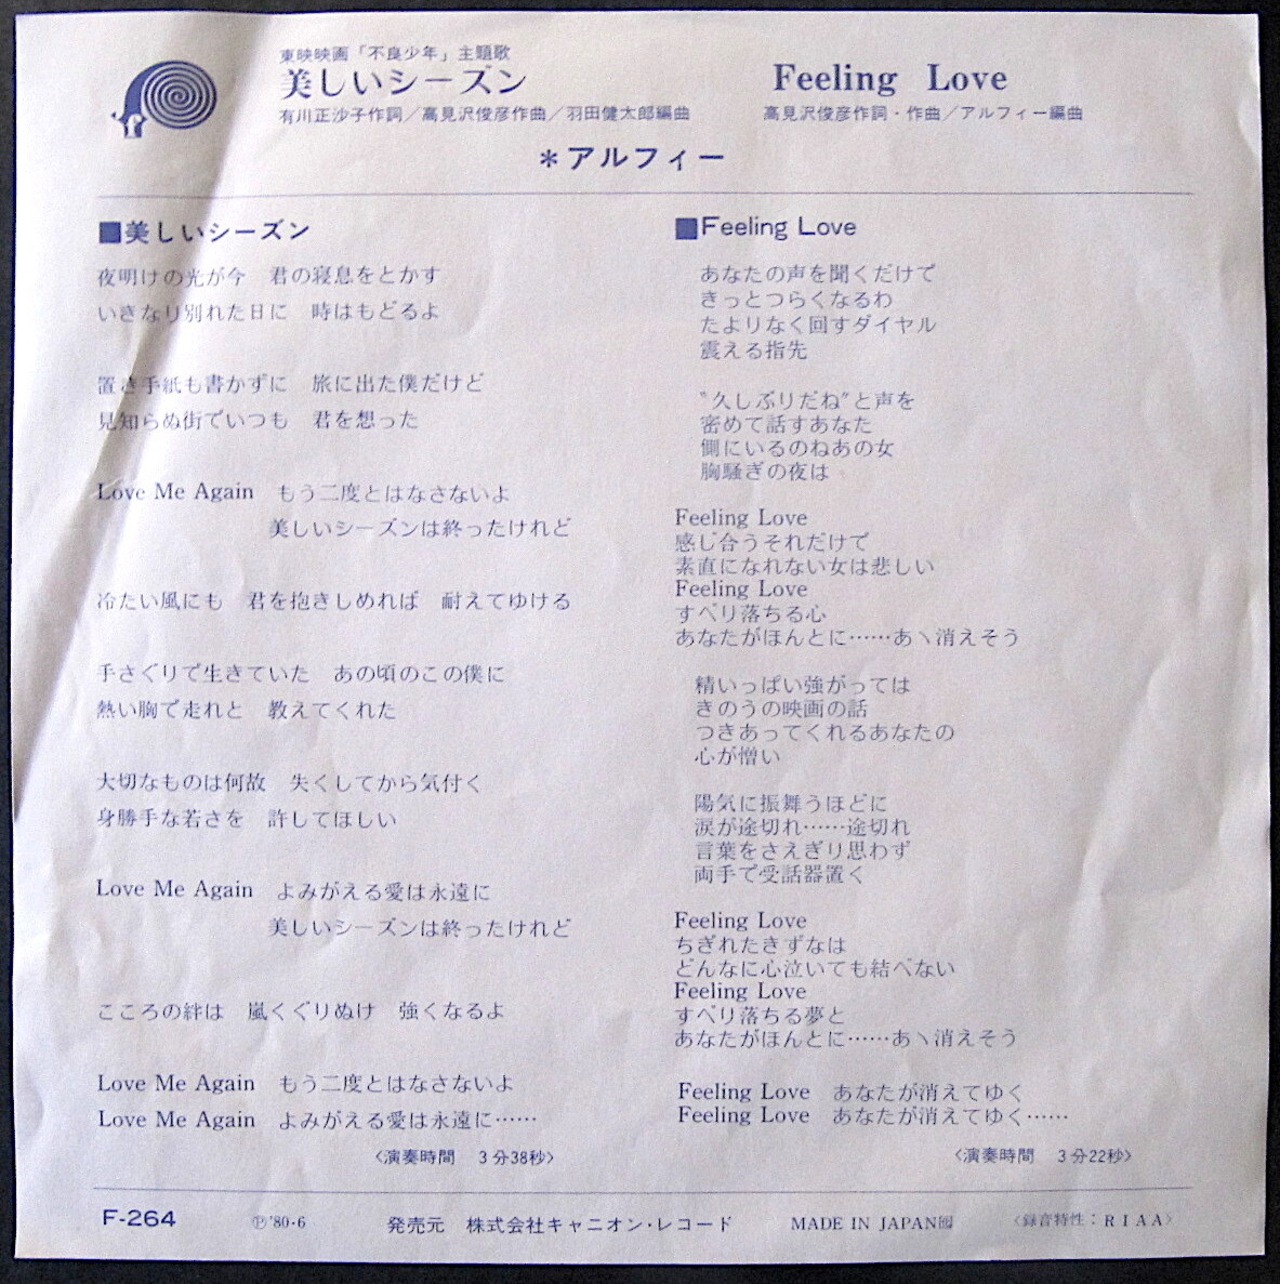 東映映画「不良少年」主題歌
美しいシーズン
有川正沙子作詞／高見沢俊彦作曲／羽田健太郎編曲
Feeling Love
高見沢俊彦作詞・作曲／アルフィー編曲
＊アルフィー
■美しいシーズン
夜明けの光が今　君の寝息をとかす
いきなり別れた日に　時はもどるよ
置き手紙も書かずに　旅に出た僕だけど
見知らぬ街でいつも　君を想った
Love Me Again　もう二度とはなさないよ
美しいシーズンは終ったけれど
冷たい風にも　君を抱きしめれば　耐えてゆける
手さぐりで生きていた　あの頃のこの僕に
熱い胸で走れと　教えてくれた
大切なものは何故　失くしてから気付く
身勝手な若さを　許してほしい
Love Me Again　よみがえる愛は永遠に
美しいシーズンは終ったけれど
こころの絆は　嵐くぐりぬけ　強くなるよ
Love Me Again　もう二度とはなさないよ
Love Me Again　よみがえる愛は永遠に……
〈演奏時間　3分38秒〉
■Feeling Love
あなたの声を聞くだけで
きっとつらくなるわ
たよりなく回すダイヤル
震える指先
〝久しぶりだね〟と声を
密めて話すあなた
側にいるのねあの女
胸騒ぎの夜は
Feeling Love
感じ合うそれだけで
素直になれない女は悲しい
Feeling Love
すべり落ちる心
あなたがほんとに……あヽ消えそう
精いっぱい強がっては
きのうの映画の話
つきあってくれるあなたの
心が憎い
陽気に振舞うほどに
涙が途切れ……途切れ
言葉をさえぎり思わず
両手で受話器置く
Feeling Love
ちぎれたきずなは
どんなに心泣いても結べない
Feeling Love
すべり落ちる夢と
あなたがほんとに……あヽ消えそう
Feeling Love　あなたが消えてゆく
Feeling Love　あなたが消えてゆく……
〈演奏時間　3分22秒〉
F-264　Ⓟ'80・6　発売元　株式会社キャニオン・レコード　MADE IN JAPAN　〈録音特性：RIAA〉